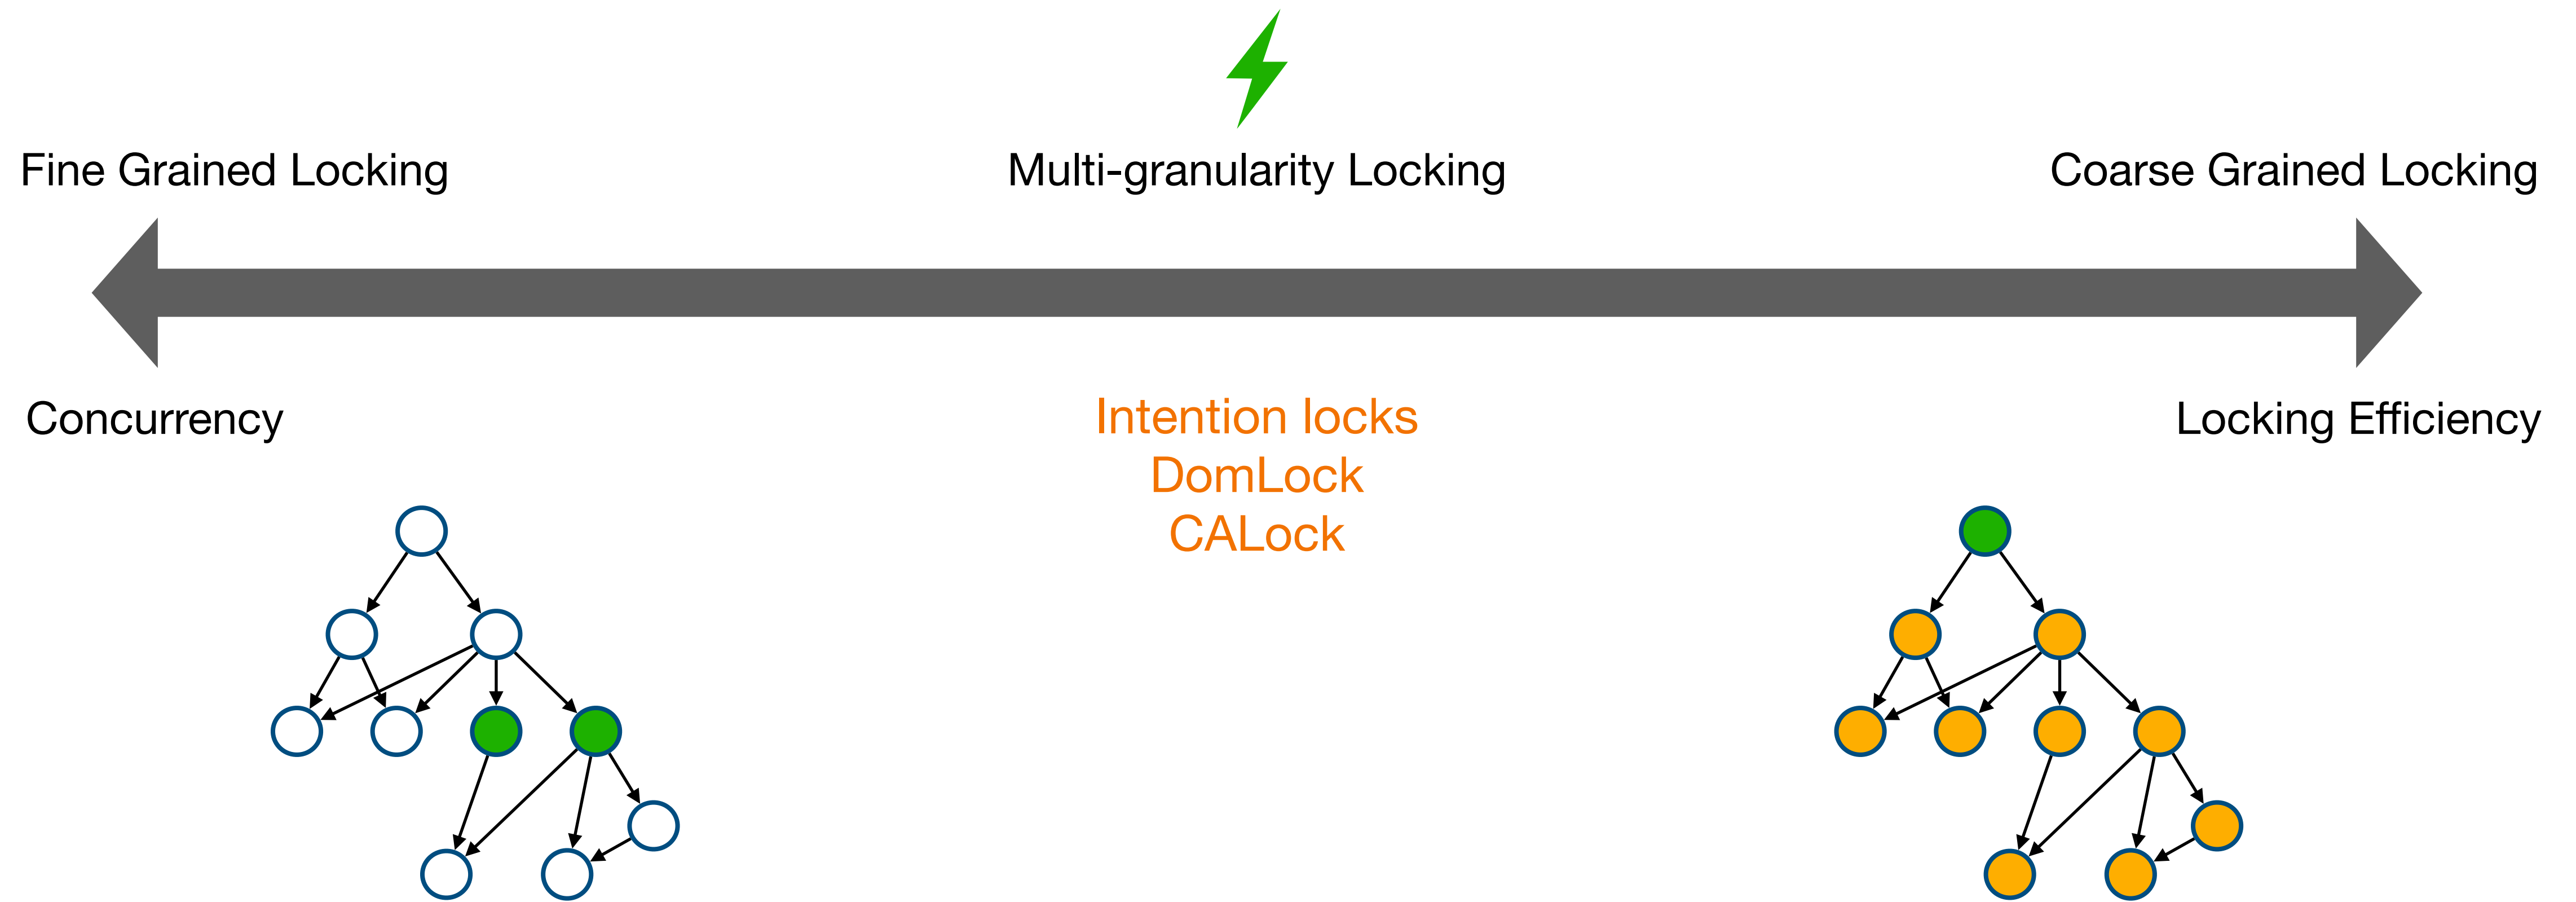 Fine Grained Locking
Multi-granularity Locking
Coarse Grained Locking
Concurrency
Intention locks
DomLock
CALock
Locking Efficiency